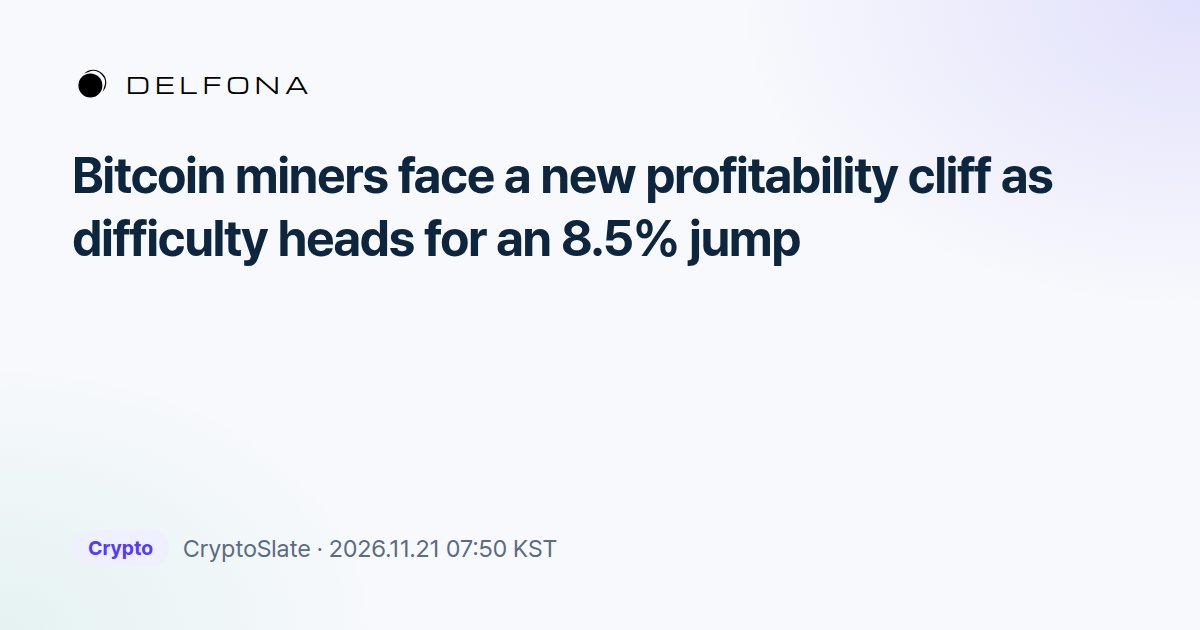 DELFONA
Bitcoin miners face a new profitability cliff as
difficulty heads for an 8.5% jump
Crypto CryptoSlate · 2026.11.21 07:50 KST